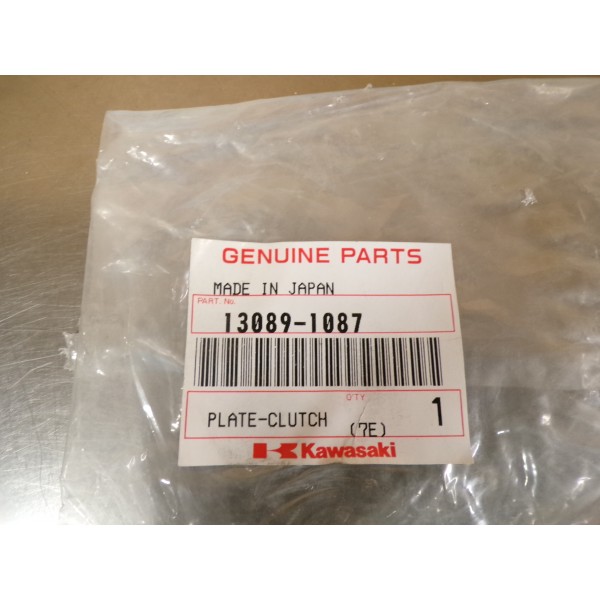 GENUINE PARTS
MADE IN JAPAN
PART. No.
13089-1087
Q'TY
PLATE-CLUTCH (7E) 1
Kawasaki